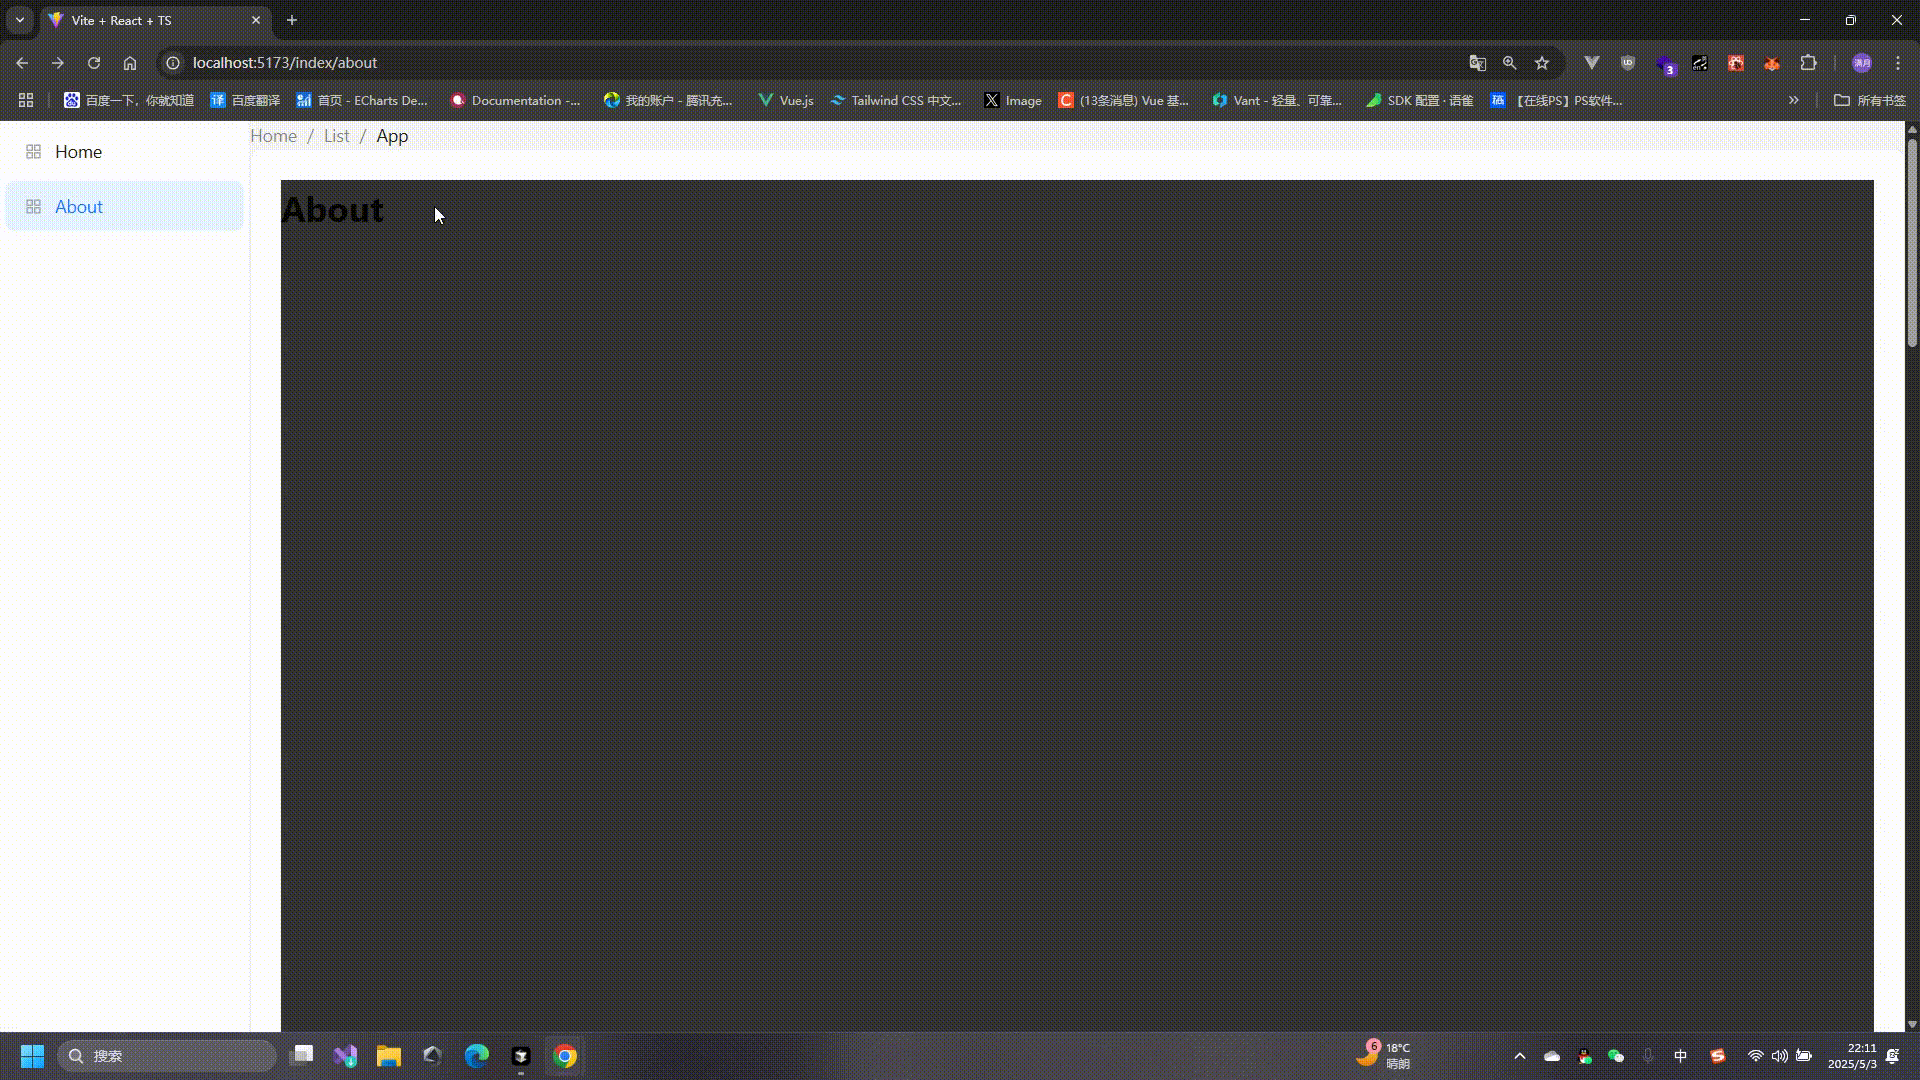 Vite + React + TS
localhost:5173/index/about
百度一下，你就知道 百度翻译 首页 - ECharts De... Documentation -... 我的账户 - 腾讯充... Vue.js Tailwind CSS 中文... Image (13条消息) Vue 基... Vant - 轻量、可靠... SDK 配置 · 语雀 【在线PS】PS软件... 所有书签
Home / List / App
Home
About
About
搜索
6
18°C
晴朗
中
22:11
2025/5/3